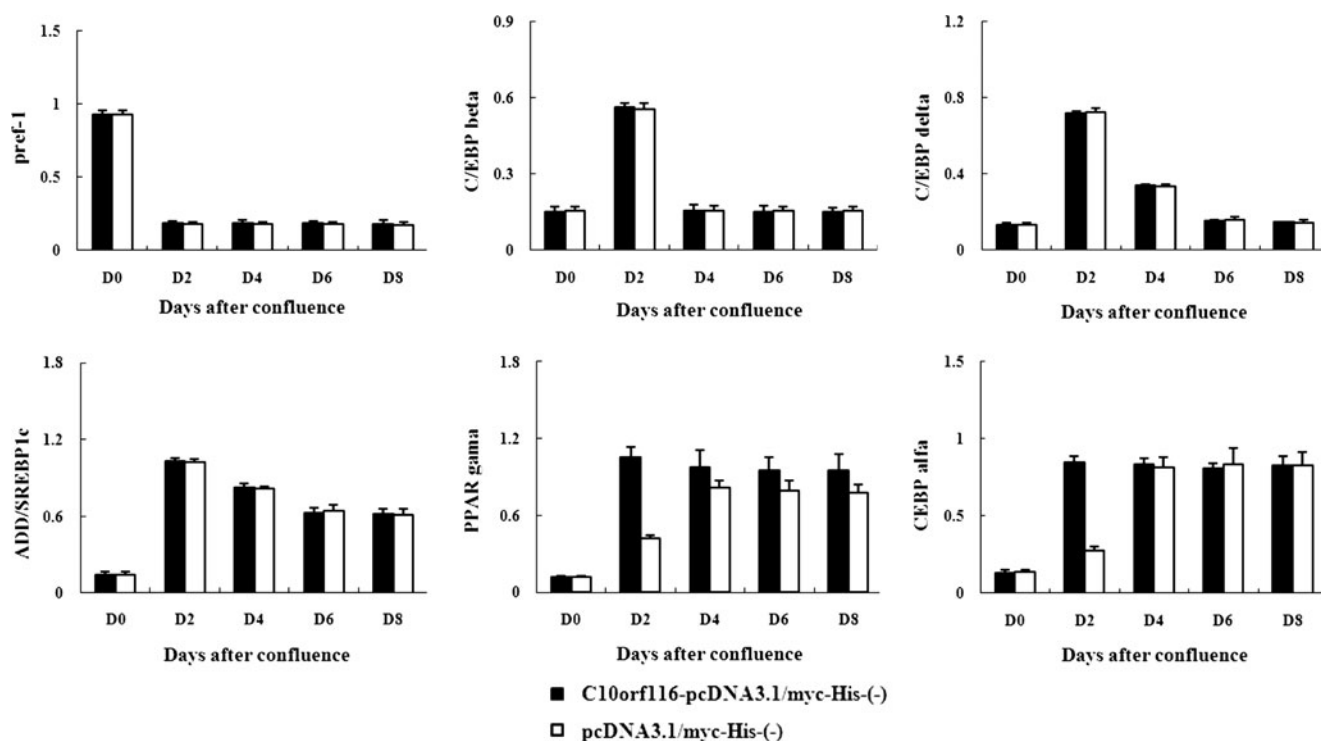 pref-1
1.5
1
0.5
0
D0 D2 D4 D6 D8
Days after confluence
C/EBP beta
0.9
0.6
0.3
0
D0 D2 D4 D6 D8
Days after confluence
C/EBP delta
1.2
0.8
0.4
0
D0 D2 D4 D6 D8
Days after confluence
ADD/SREBP1c
1.8
1.2
0.6
0
D0 D2 D4 D6 D8
Days after confluence
PPAR gama
1.8
1.2
0.6
0
D0 D2 D4 D6 D8
Days after confluence
CEBP alfa
1.5
1
0.5
0
D0 D2 D4 D6 D8
Days after confluence
C10orf116-pcDNA3.1/myc-His-(-)
pcDNA3.1/myc-His-(-)